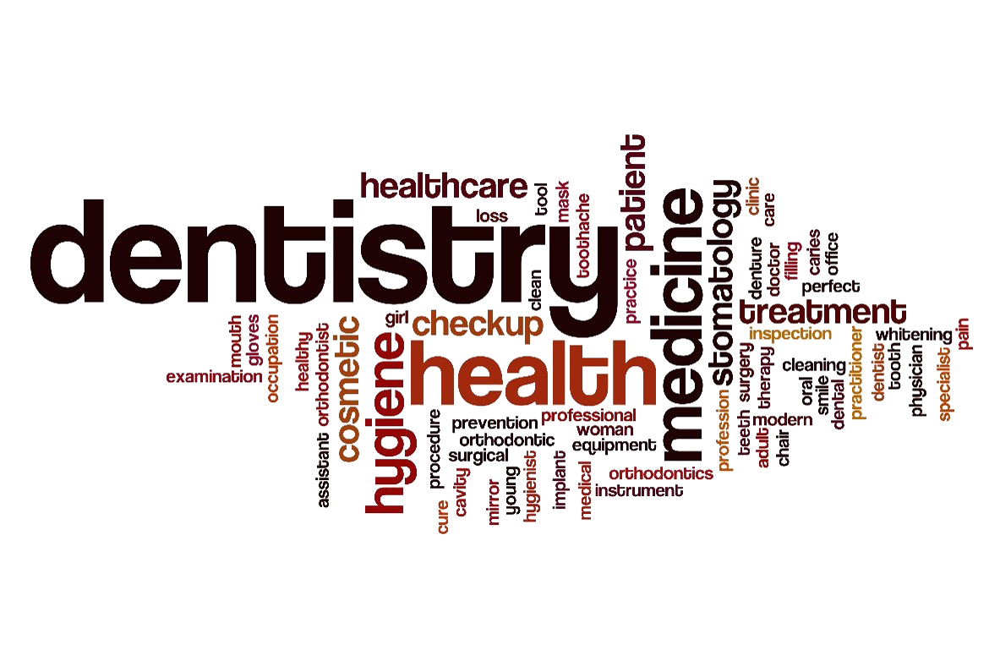 patient
healthcare
tool
mask
loss
toothache
dentistry
clean
practice
medicine
stomatology
clinic
care
denture
doctor
filling
caries
office
perfect
treatment
inspection
whitening
pain
mouth
gloves
occupation
examination
healthy
orthodontist
assistant
cosmetic
girl
checkup
hygiene
health
surgery
therapy
cleaning
oral
smile
dental
practitioner
dentist
tooth
physician
specialist
profession
teeth
modern
adult
chair
procedure
prevention
professional
woman
orthodontic
equipment
surgical
cure
cavity
mirror
young
hygienist
implant
medical
orthodontics
instrument